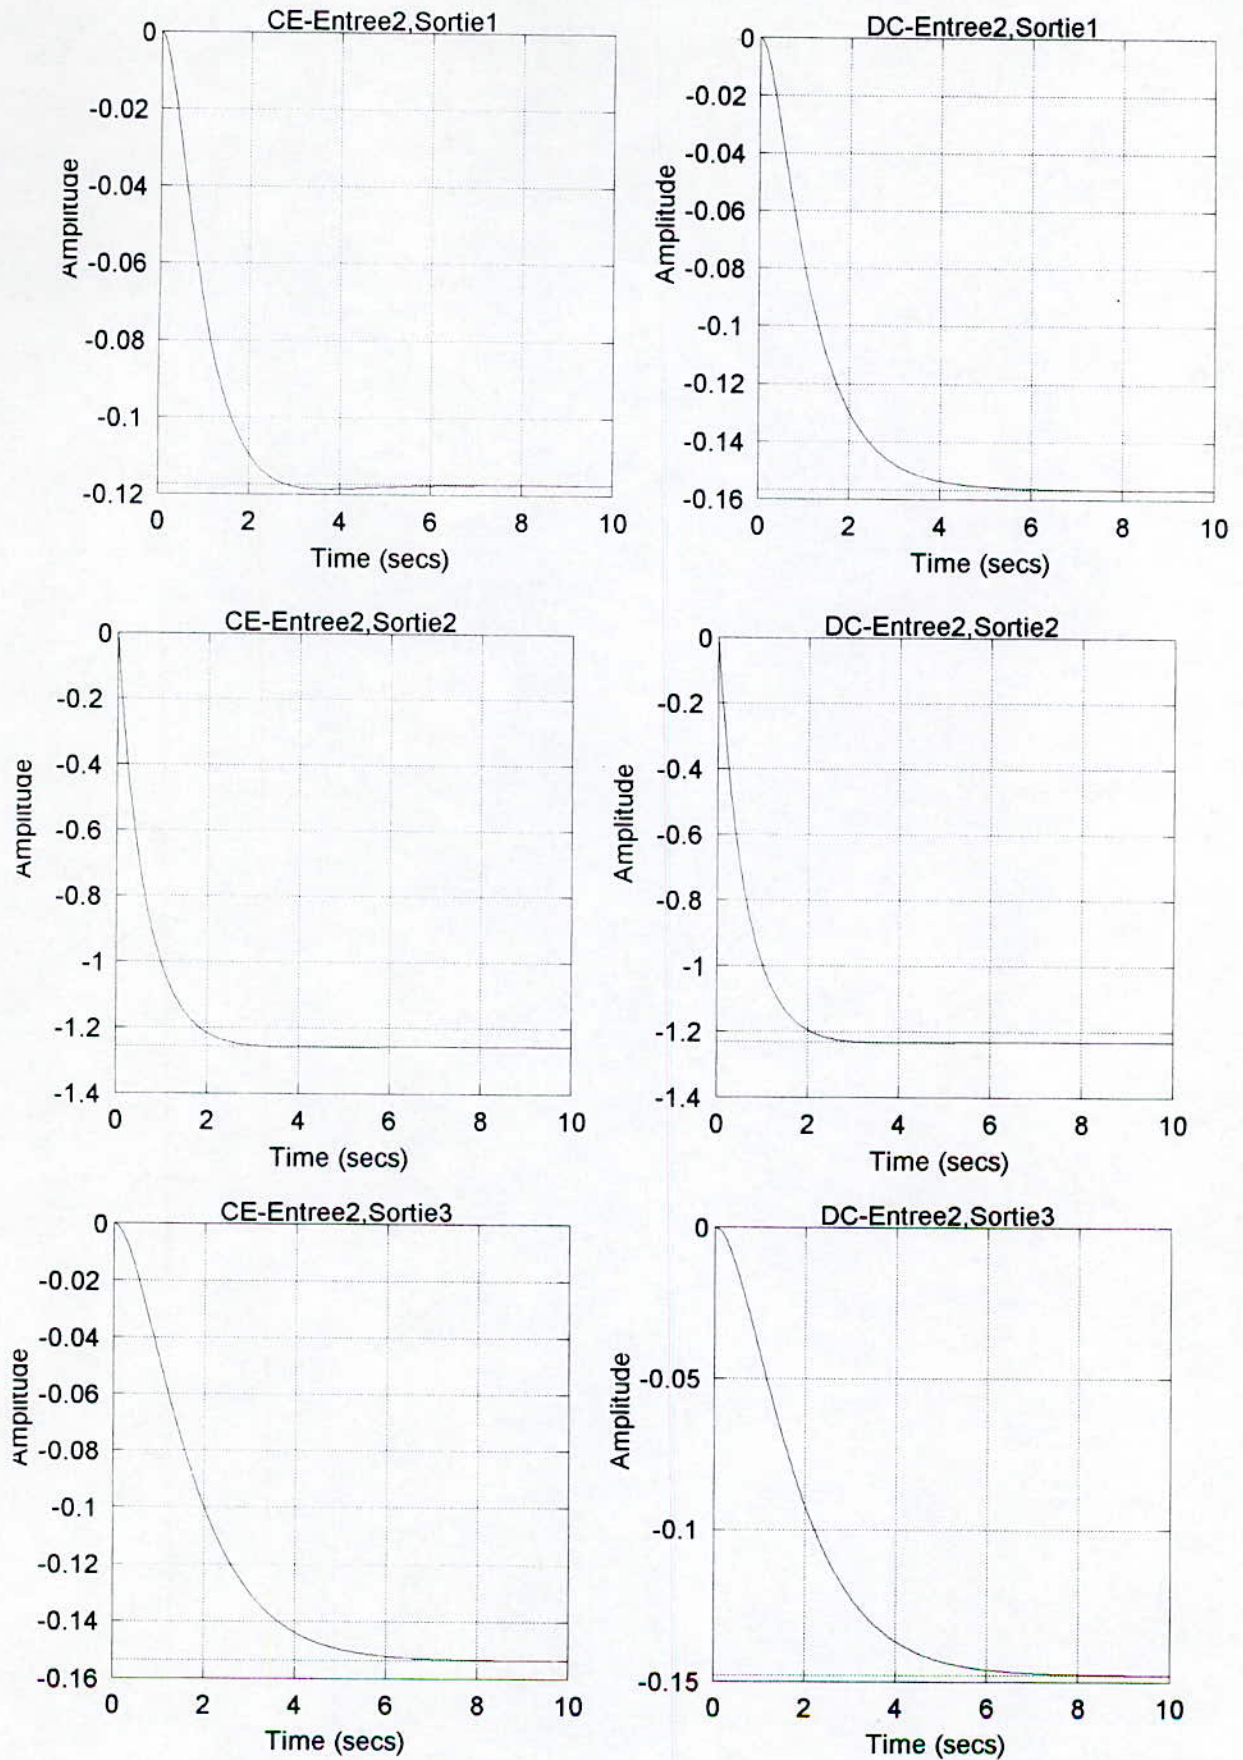 CE-Entree2,Sortie1
0
-0.02
-0.04
-0.06
-0.08
-0.1
-0.12
Amplitude
0 2 4 6 8 10
Time (secs)
DC-Entree2,Sortie1
0
-0.02
-0.04
-0.06
-0.08
-0.1
-0.12
-0.14
-0.16
Amplitude
0 2 4 6 8 10
Time (secs)
CE-Entree2,Sortie2
0
-0.2
-0.4
-0.6
-0.8
-1
-1.2
-1.4
Amplitude
0 2 4 6 8 10
Time (secs)
DC-Entree2,Sortie2
0
-0.2
-0.4
-0.6
-0.8
-1
-1.2
-1.4
Amplitude
0 2 4 6 8 10
Time (secs)
CE-Entree2,Sortie3
0
-0.02
-0.04
-0.06
-0.08
-0.1
-0.12
-0.14
-0.16
Amplitude
0 2 4 6 8 10
Time (secs)
DC-Entree2,Sortie3
0
-0.05
-0.1
-0.15
Amplitude
0 2 4 6 8 10
Time (secs)